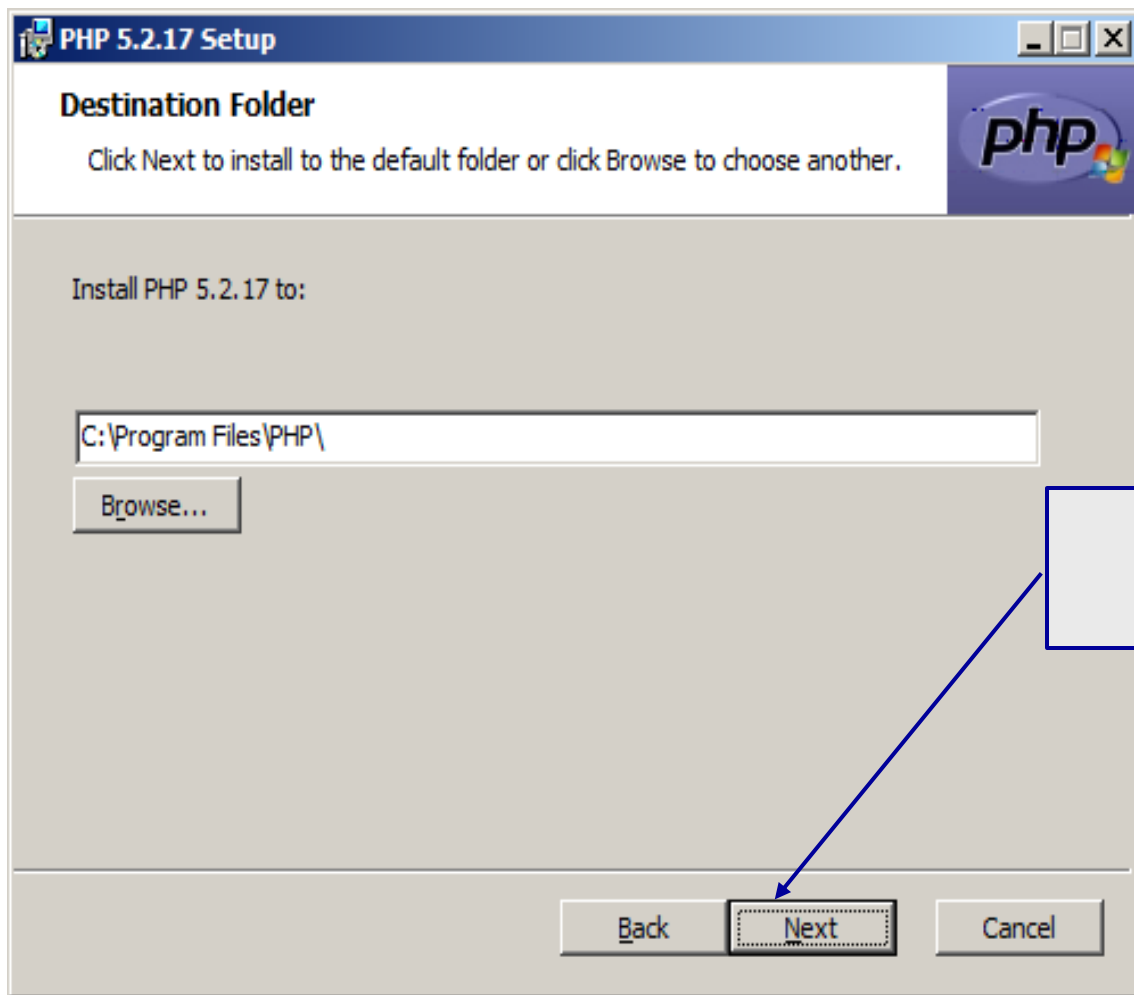 PHP 5.2.17 Setup
Destination Folder
Click Next to install to the default folder or click Browse to choose another.
php
Install PHP 5.2.17 to:
C:\Program Files\PHP\
Browse...
Back Next Cancel